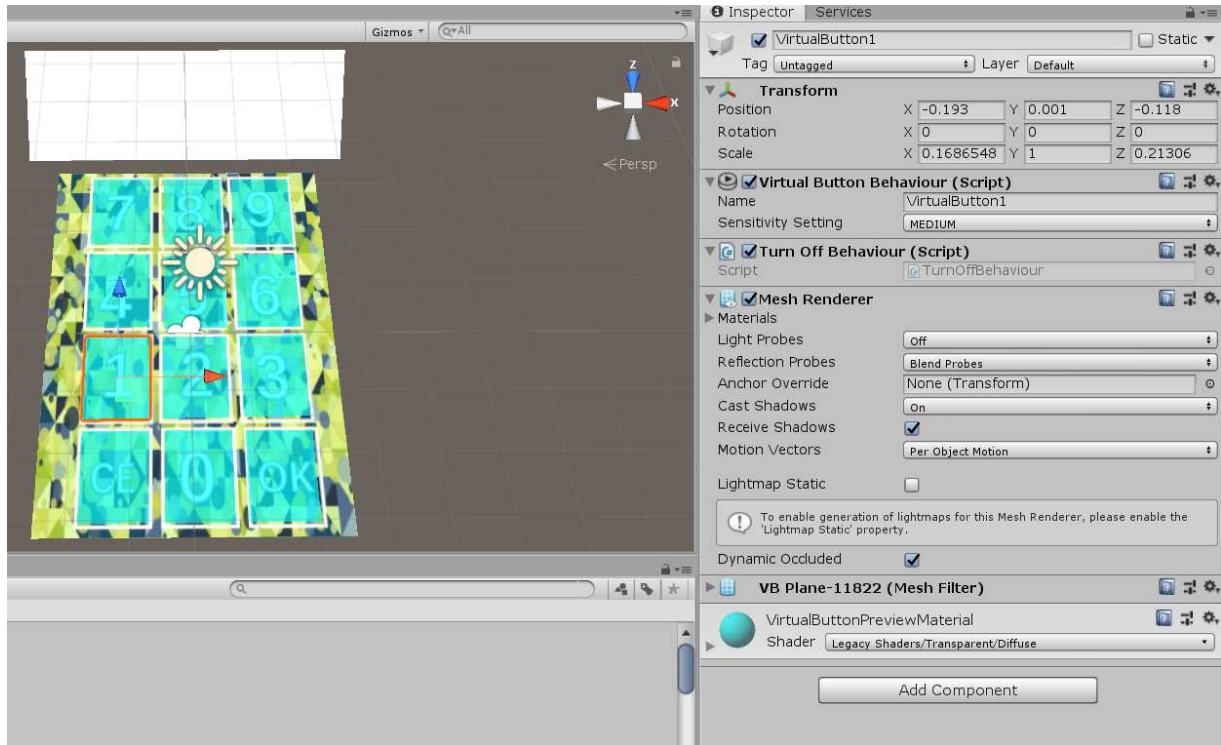 Inspector Services
Gizmos All
VirtualButton1 Static
Tag Untagged Layer Default
z
x
Persp
7 8 9
4 5 6
1 2 3
CE 0 OK
Transform
Position X -0.193 Y 0.001 Z -0.118
Rotation X 0 Y 0 Z 0
Scale X 0.1686548 Y 1 Z 0.21306
Virtual Button Behaviour (Script)
Name VirtualButton1
Sensitivity Setting MEDIUM
Turn Off Behaviour (Script)
Script TurnOffBehaviour
Mesh Renderer
Materials
Light Probes Off
Reflection Probes Blend Probes
Anchor Override None (Transform)
Cast Shadows On
Receive Shadows
Motion Vectors Per Object Motion
Lightmap Static
To enable generation of lightmaps for this Mesh Renderer, please enable the
'Lightmap Static' property.
Dynamic Occluded
VB Plane-11822 (Mesh Filter)
VirtualButtonPreviewMaterial
Shader Legacy Shaders/Transparent/Diffuse
Add Component